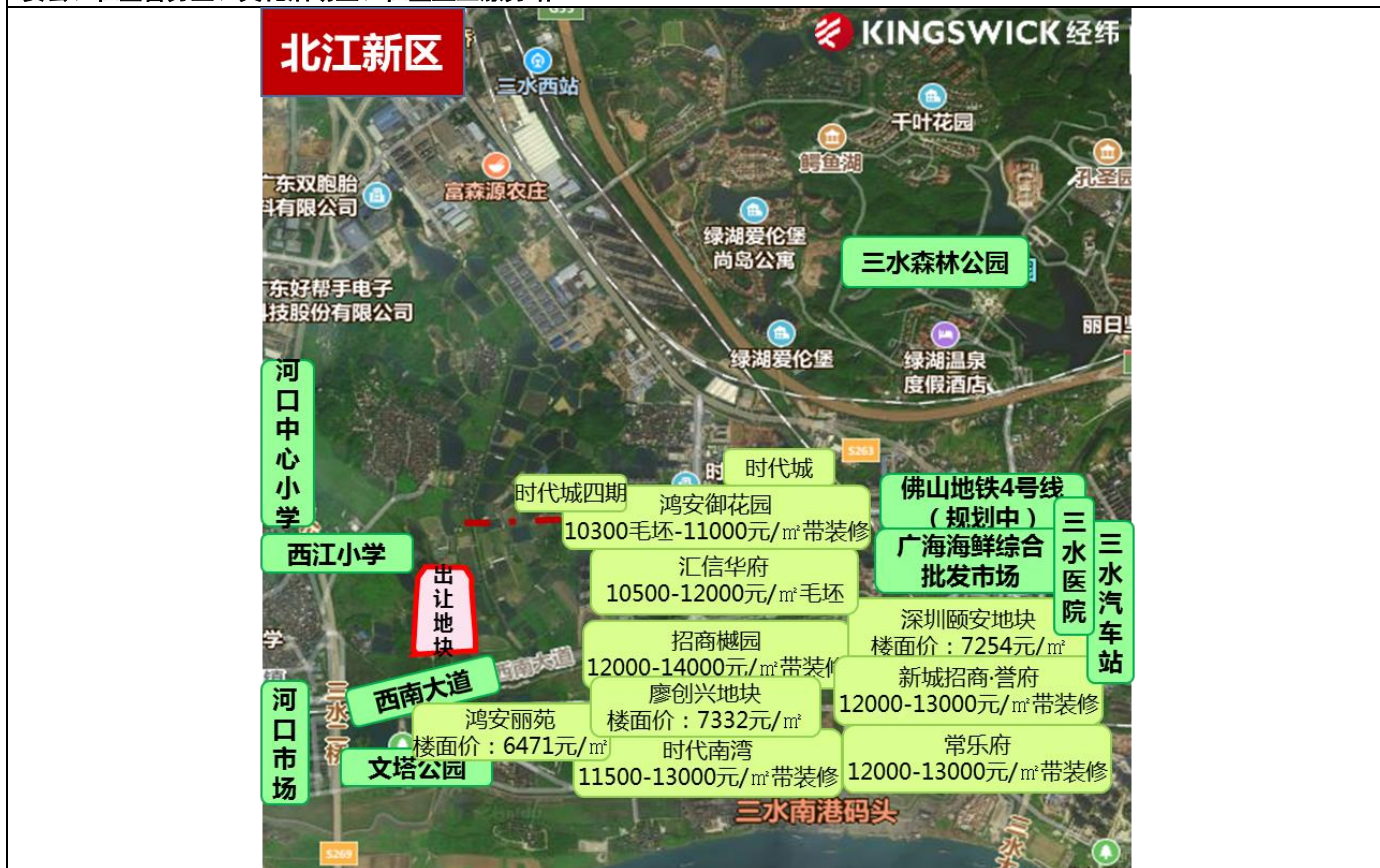 北江新区
KINGSWICK 经纬
三水西站
千叶花园
鳄鱼湖
孔圣园
富森源农庄
广东双胞胎
料有限公司
绿湖爱伦堡
尚岛公寓
三水森林公园
东好帮手电子
科技股份有限公司
绿湖爱伦堡
绿湖温泉
度假酒店
丽日
河口中心小学
S263
时代城
时代城四期
鸿安御花园
10300毛坯-11000元/㎡带装修
佛山地铁4号线
（规划中）
三水医院
三水汽车站
广海海鲜综合
批发市场
西江小学
汇信华府
10500-12000元/㎡毛坯
出让地块
深圳颐安地块
楼面价：7254元/㎡
招商樾园
12000-14000元/㎡带装修
西南大道
西南大道
新城招商·誉府
12000-13000元/㎡带装修
廖创兴地块
楼面价：7332元/㎡
河口市场
三水二桥
鸿安丽苑
楼面价：6471元/㎡
时代南湾
11500-13000元/㎡带装修
常乐府
12000-13000元/㎡带装修
文塔公园
三水南港码头
S269
三水